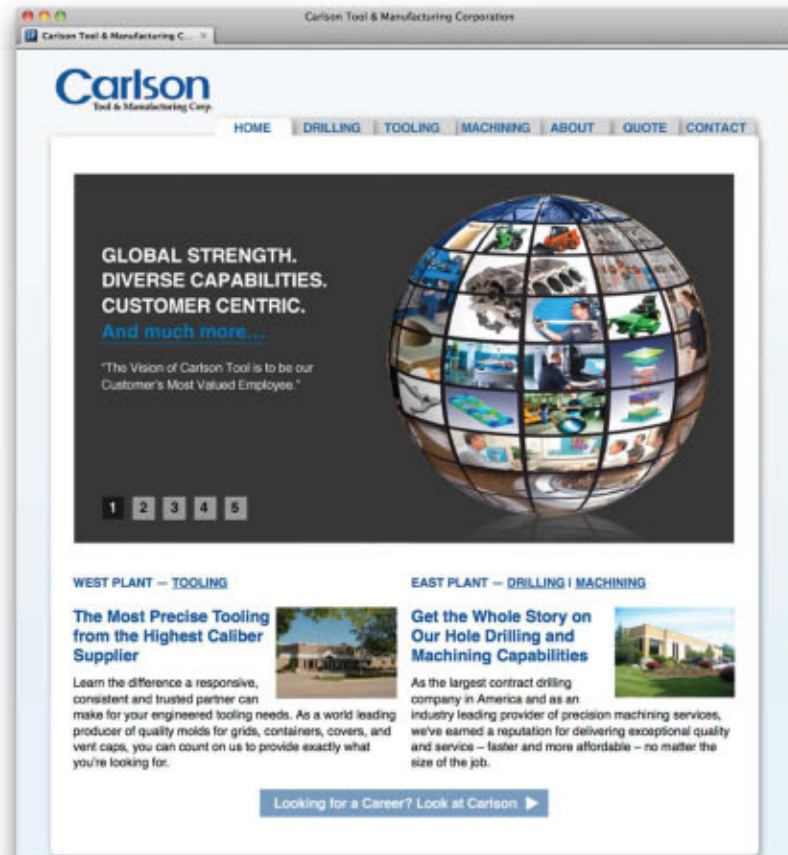 Carlson Tool & Manufacturing Corporation
Carlson Tool & Manufacturing C...
Carlson
Tool & Manufacturing Corp.
HOME DRILLING TOOLING MACHINING ABOUT QUOTE CONTACT
GLOBAL STRENGTH.
DIVERSE CAPABILITIES.
CUSTOMER CENTRIC.
And much more...
"The Vision of Carlson Tool is to be our
Customer's Most Valued Employee."
1 2 3 4 5
WEST PLANT — TOOLING
The Most Precise Tooling
from the Highest Caliber
Supplier
Learn the difference a responsive,
consistent and trusted partner can
make for your engineered tooling needs. As a world leading
producer of quality molds for grids, containers, covers, and
vent caps, you can count on us to provide exactly what
you're looking for.
EAST PLANT — DRILLING | MACHINING
Get the Whole Story on
Our Hole Drilling and
Machining Capabilities
As the largest contract drilling
company in America and as an
industry leading provider of precision machining services,
we've earned a reputation for delivering exceptional quality
and service – faster and more affordable – no matter the
size of the job.
Looking for a Career? Look at Carlson